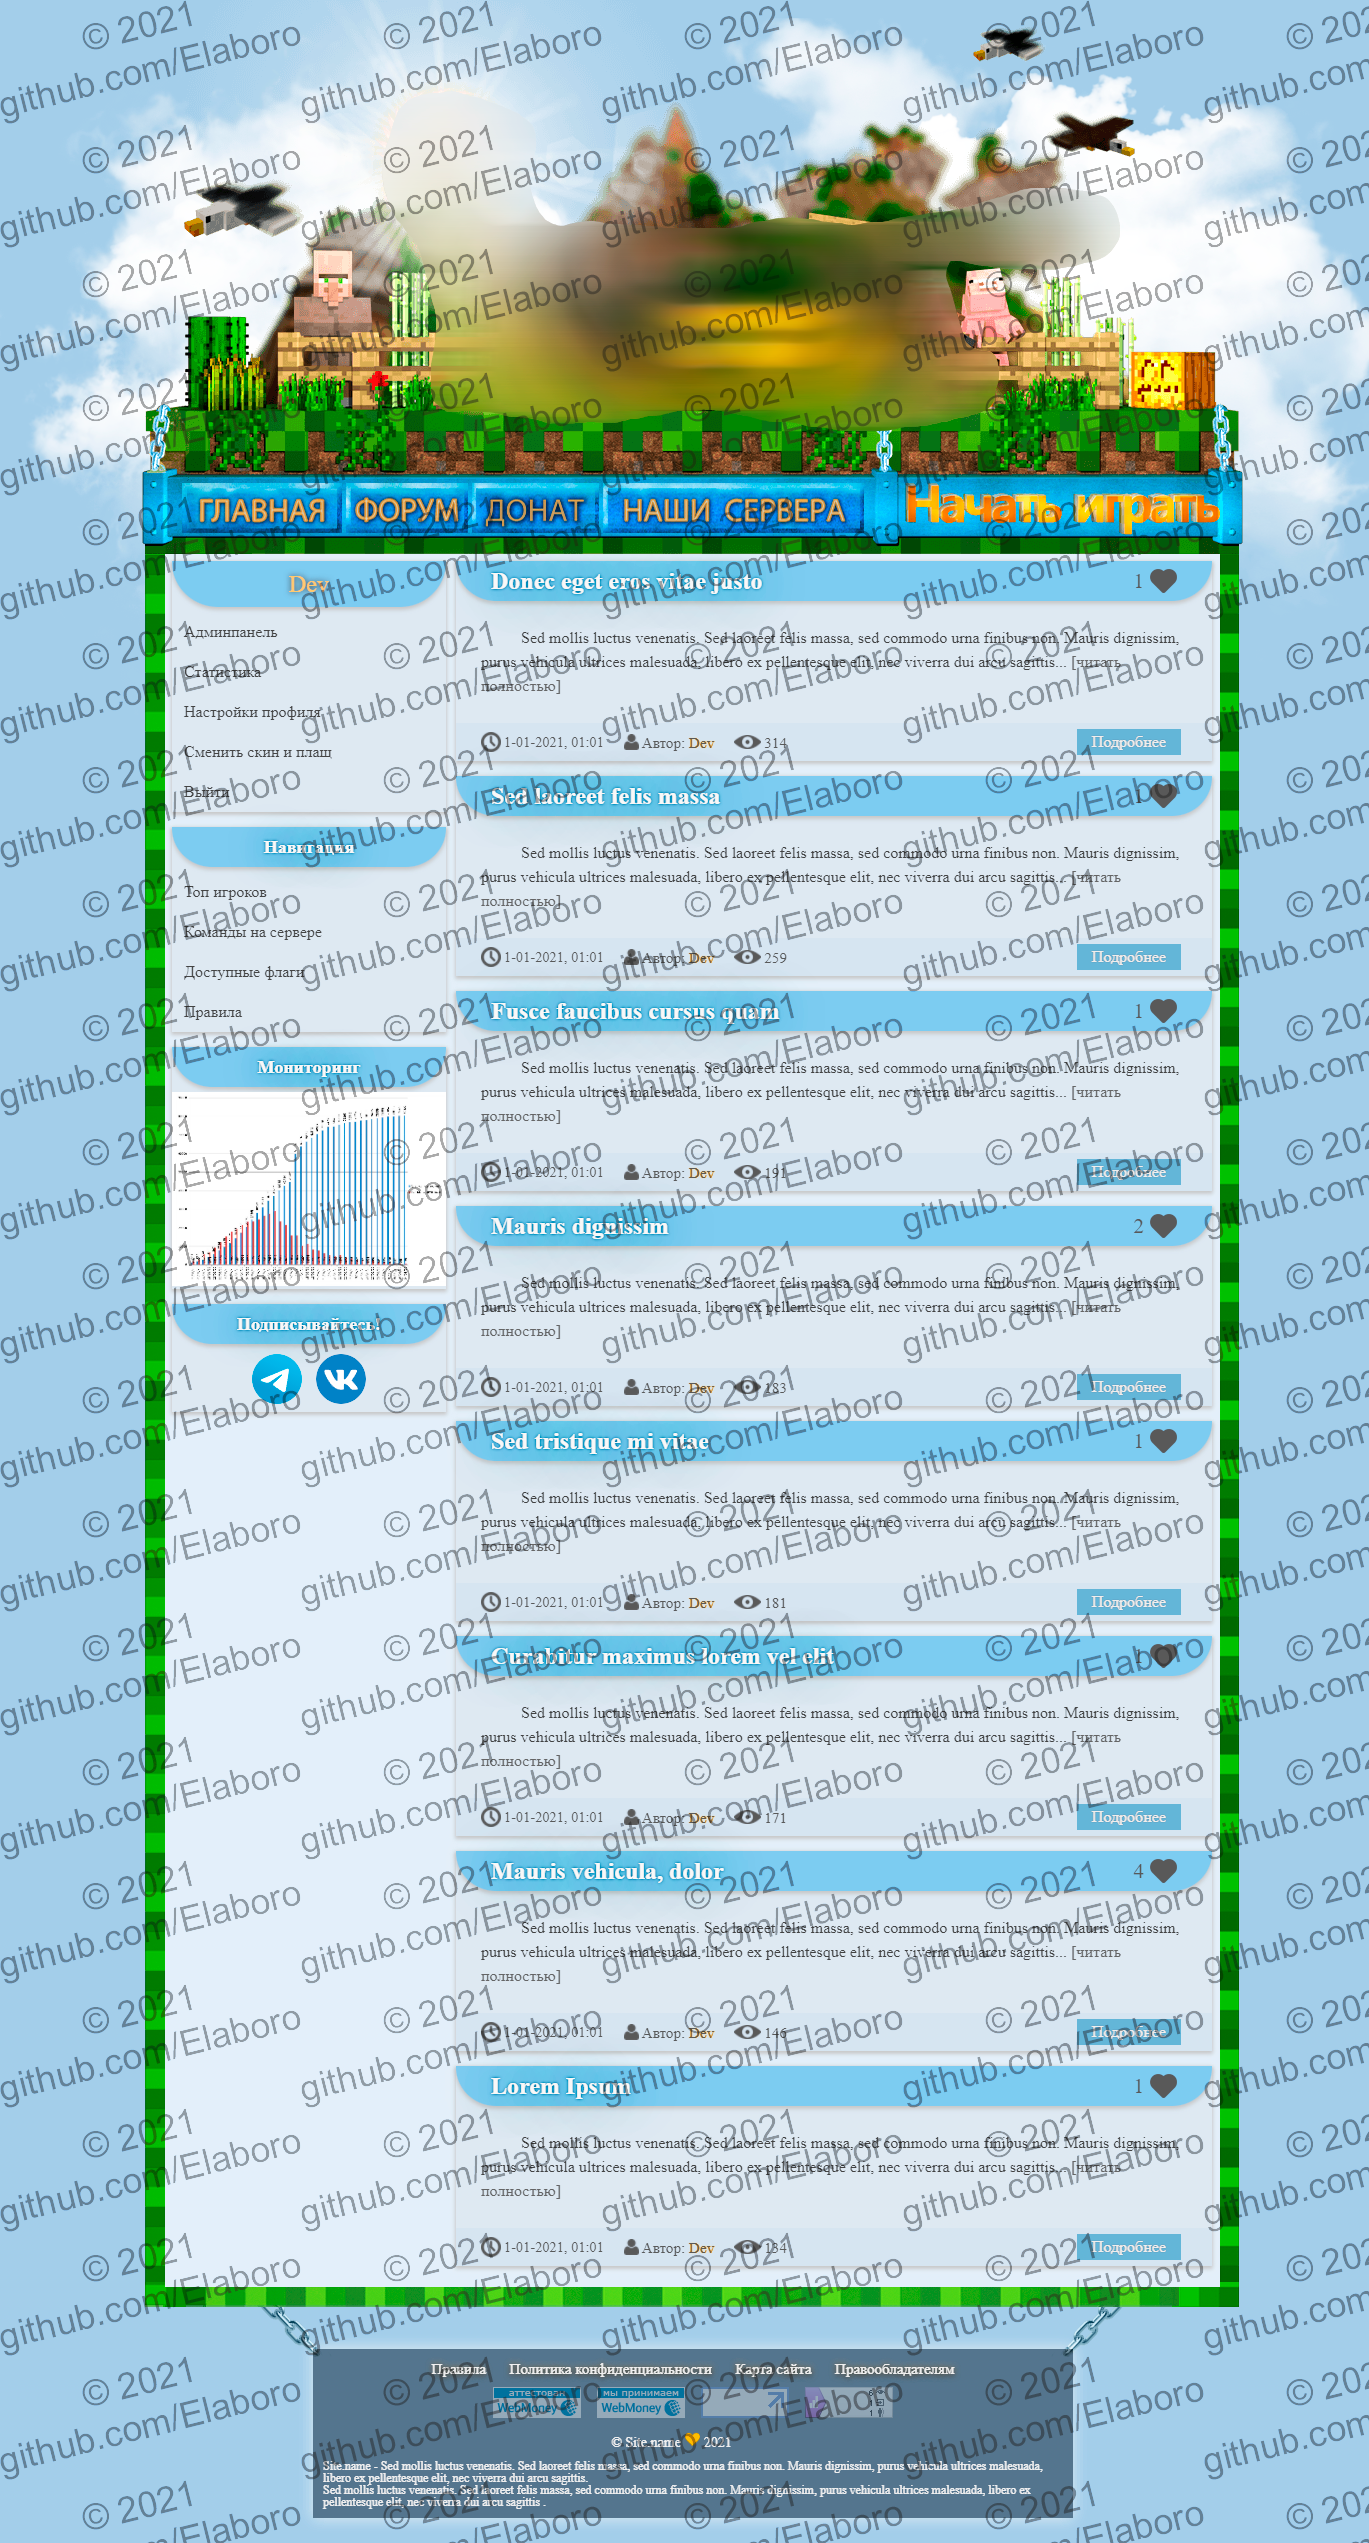 © 2021
github.com/Elaboro
ГЛАВНАЯ ФОРУМ ДОНАТ НАШИ СЕРВЕРА Начать играть
Dev
Админпанель
Статистика
Настройки профиля
Сменить скин и плащ
Выйти
Навигация
Топ игроков
Команды на сервере
Доступные флаги
Правила
Мониторинг
Подписывайтесь!
Donec eget eros vitae justo 1
Sed mollis luctus venenatis. Sed laoreet felis massa, sed commodo urna finibus non. Mauris dignissim,
purus vehicula ultrices malesuada, libero ex pellentesque elit, nec viverra dui arcu sagittis... [читать
полностью]
1-01-2021, 01:01 Автор: Dev 314 Подробнее
Sed laoreet felis massa 1
Sed mollis luctus venenatis. Sed laoreet felis massa, sed commodo urna finibus non. Mauris dignissim,
purus vehicula ultrices malesuada, libero ex pellentesque elit, nec viverra dui arcu sagittis... [читать
полностью]
1-01-2021, 01:01 Автор: Dev 259 Подробнее
Fusce faucibus cursus quam 1
Sed mollis luctus venenatis. Sed laoreet felis massa, sed commodo urna finibus non. Mauris dignissim,
purus vehicula ultrices malesuada, libero ex pellentesque elit, nec viverra dui arcu sagittis... [читать
полностью]
1-01-2021, 01:01 Автор: Dev 191 Подробнее
Mauris dignissim 2
Sed mollis luctus venenatis. Sed laoreet felis massa, sed commodo urna finibus non. Mauris dignissim,
purus vehicula ultrices malesuada, libero ex pellentesque elit, nec viverra dui arcu sagittis... [читать
полностью]
1-01-2021, 01:01 Автор: Dev 183 Подробнее
Sed tristique mi vitae 1
Sed mollis luctus venenatis. Sed laoreet felis massa, sed commodo urna finibus non. Mauris dignissim,
purus vehicula ultrices malesuada, libero ex pellentesque elit, nec viverra dui arcu sagittis... [читать
полностью]
1-01-2021, 01:01 Автор: Dev 181 Подробнее
Curabitur maximus lorem vel elit 1
Sed mollis luctus venenatis. Sed laoreet felis massa, sed commodo urna finibus non. Mauris dignissim,
purus vehicula ultrices malesuada, libero ex pellentesque elit, nec viverra dui arcu sagittis... [читать
полностью]
1-01-2021, 01:01 Автор: Dev 171 Подробнее
Mauris vehicula, dolor 4
Sed mollis luctus venenatis. Sed laoreet felis massa, sed commodo urna finibus non. Mauris dignissim,
purus vehicula ultrices malesuada, libero ex pellentesque elit, nec viverra dui arcu sagittis... [читать
полностью]
1-01-2021, 01:01 Автор: Dev 146 Подробнее
Lorem Ipsum 1
Sed mollis luctus venenatis. Sed laoreet felis massa, sed commodo urna finibus non. Mauris dignissim,
purus vehicula ultrices malesuada, libero ex pellentesque elit, nec viverra dui arcu sagittis... [читать
полностью]
1-01-2021, 01:01 Автор: Dev 134 Подробнее
Правила Политика конфиденциальности Карта сайта Правообладателям
аттестован мы принимаем
WebMoney WebMoney
© Site.name 2021
Site.name - Sed mollis luctus venenatis. Sed laoreet felis massa, sed commodo urna finibus non. Mauris dignissim, purus vehicula ultrices malesuada,
libero ex pellentesque elit, nec viverra dui arcu sagittis.
Sed mollis luctus venenatis. Sed laoreet felis massa, sed commodo urna finibus non. Mauris dignissim, purus vehicula ultrices malesuada, libero ex
pellentesque elit, nec viverra dui arcu sagittis .